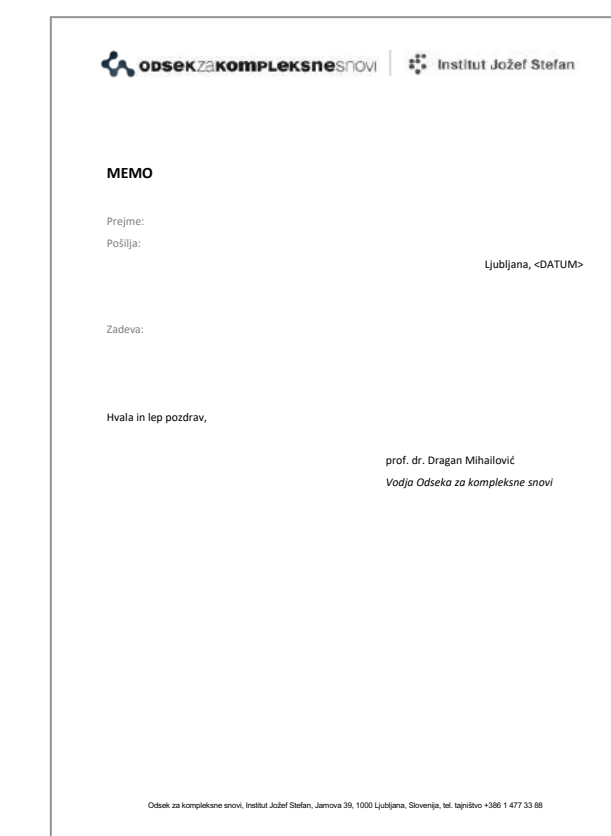 ODSEKzaKOMPLEKSNEsnovi
Institut Jožef Stefan
MEMO
Prejme:
Pošilja:
Ljubljana, <DATUM>
Zadeva:
Hvala in lep pozdrav,
prof. dr. Dragan Mihailović
Vodja Odseka za kompleksne snovi
Odsek za kompleksne snovi, Institut Jožef Stefan, Jamova 39, 1000 Ljubljana, Slovenija, tel. tajništvo +386 1 477 33 88